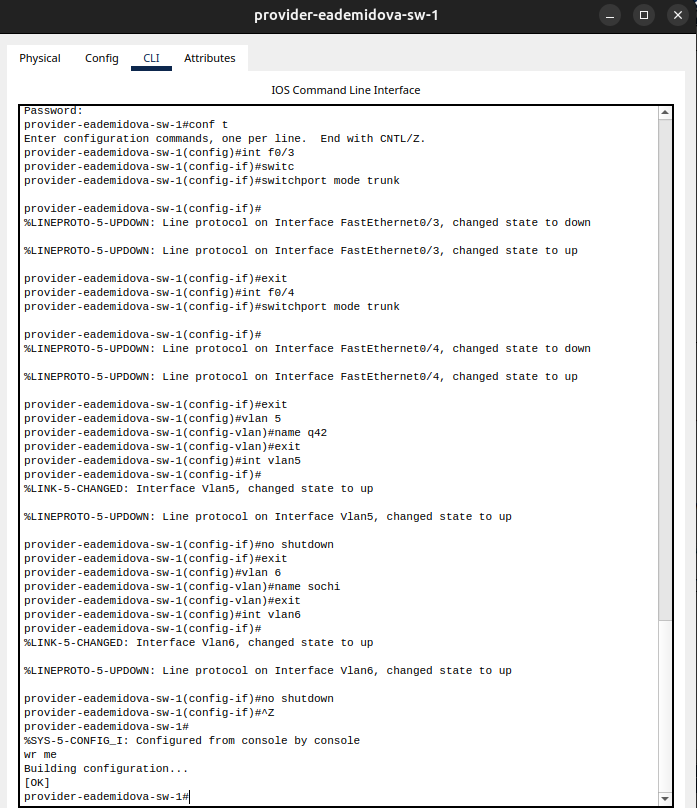 provider-eademidova-sw-1
Physical Config CLI Attributes
IOS Command Line Interface
Password:
provider-eademidova-sw-1#conf t
Enter configuration commands, one per line.  End with CNTL/Z.
provider-eademidova-sw-1(config)#int f0/3
provider-eademidova-sw-1(config-if)#switc
provider-eademidova-sw-1(config-if)#switchport mode trunk
provider-eademidova-sw-1(config-if)#
%LINEPROTO-5-UPDOWN: Line protocol on Interface FastEthernet0/3, changed state to down
%LINEPROTO-5-UPDOWN: Line protocol on Interface FastEthernet0/3, changed state to up
provider-eademidova-sw-1(config-if)#exit
provider-eademidova-sw-1(config)#int f0/4
provider-eademidova-sw-1(config-if)#switchport mode trunk
provider-eademidova-sw-1(config-if)#
%LINEPROTO-5-UPDOWN: Line protocol on Interface FastEthernet0/4, changed state to down
%LINEPROTO-5-UPDOWN: Line protocol on Interface FastEthernet0/4, changed state to up
provider-eademidova-sw-1(config-if)#exit
provider-eademidova-sw-1(config)#vlan 5
provider-eademidova-sw-1(config-vlan)#name q42
provider-eademidova-sw-1(config-vlan)#exit
provider-eademidova-sw-1(config)#int vlan5
provider-eademidova-sw-1(config-if)#
%LINK-5-CHANGED: Interface Vlan5, changed state to up
%LINEPROTO-5-UPDOWN: Line protocol on Interface Vlan5, changed state to up
provider-eademidova-sw-1(config-if)#no shutdown
provider-eademidova-sw-1(config-if)#exit
provider-eademidova-sw-1(config)#vlan 6
provider-eademidova-sw-1(config-vlan)#name sochi
provider-eademidova-sw-1(config-vlan)#exit
provider-eademidova-sw-1(config)#int vlan6
provider-eademidova-sw-1(config-if)#
%LINK-5-CHANGED: Interface Vlan6, changed state to up
%LINEPROTO-5-UPDOWN: Line protocol on Interface Vlan6, changed state to up
provider-eademidova-sw-1(config-if)#no shutdown
provider-eademidova-sw-1(config-if)#^Z
provider-eademidova-sw-1#
%SYS-5-CONFIG_I: Configured from console by console
wr me
Building configuration...
[OK]
provider-eademidova-sw-1#